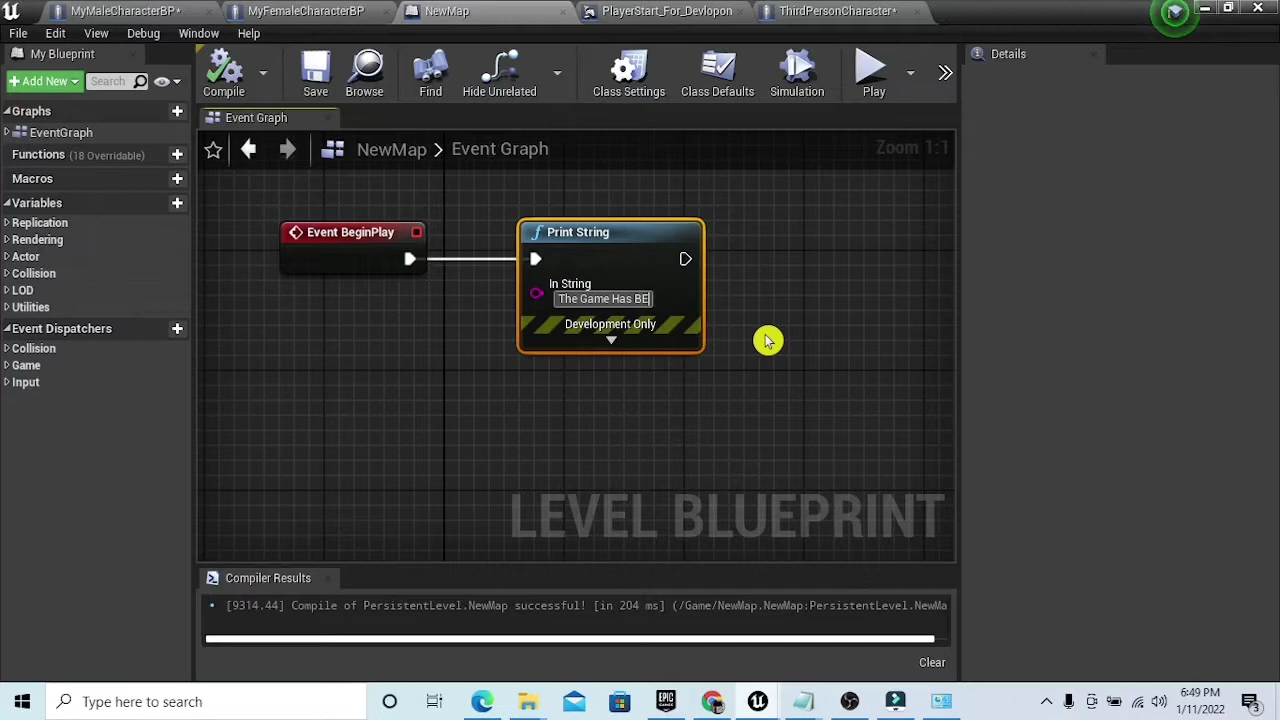 MyMaleCharacterBP*
MyFemaleCharacterBP
NewMap
PlayerStart_For_Devdopon
ThirdPersonCharacter*
File Edit View Debug Window Help
My Blueprint
Add New
Search
Compile
Save
Browse
Find
Hide Unrelated
Class Settings
Class Defaults
Simulation
Play
Details
Graphs
EventGraph
Functions (18 Overridable)
Macros
Variables
Replication
Rendering
Actor
Collision
LOD
Utilities
Event Dispatchers
Collision
Game
Input
Event Graph
NewMap > Event Graph
Zoom 1:1
Event BeginPlay
Print String
In String
The Game Has BE
Development Only
LEVEL BLUEPRINT
Compiler Results
[9314.44] Compile of PersistentLevel.NewMap successful! [in 204 ms] (/Game/NewMap.NewMap:PersistentLevel.NewMa
Clear
Type here to search
EPIC GAMES
6:49 PM
1/11/2022
3